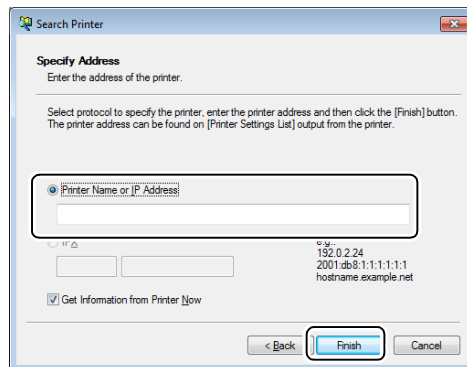 Search Printer
Specify Address
Enter the address of the printer.
Select protocol to specify the printer, enter the printer address and then click the [Finish] button.
The printer address can be found on [Printer Settings List] output from the printer.
Printer Name or IP Address
IPX
e.g.:
192.0.2.24
2001:db8:1:1:1:1:1:1
hostname.example.net
Get Information from Printer Now
< Back Finish Cancel